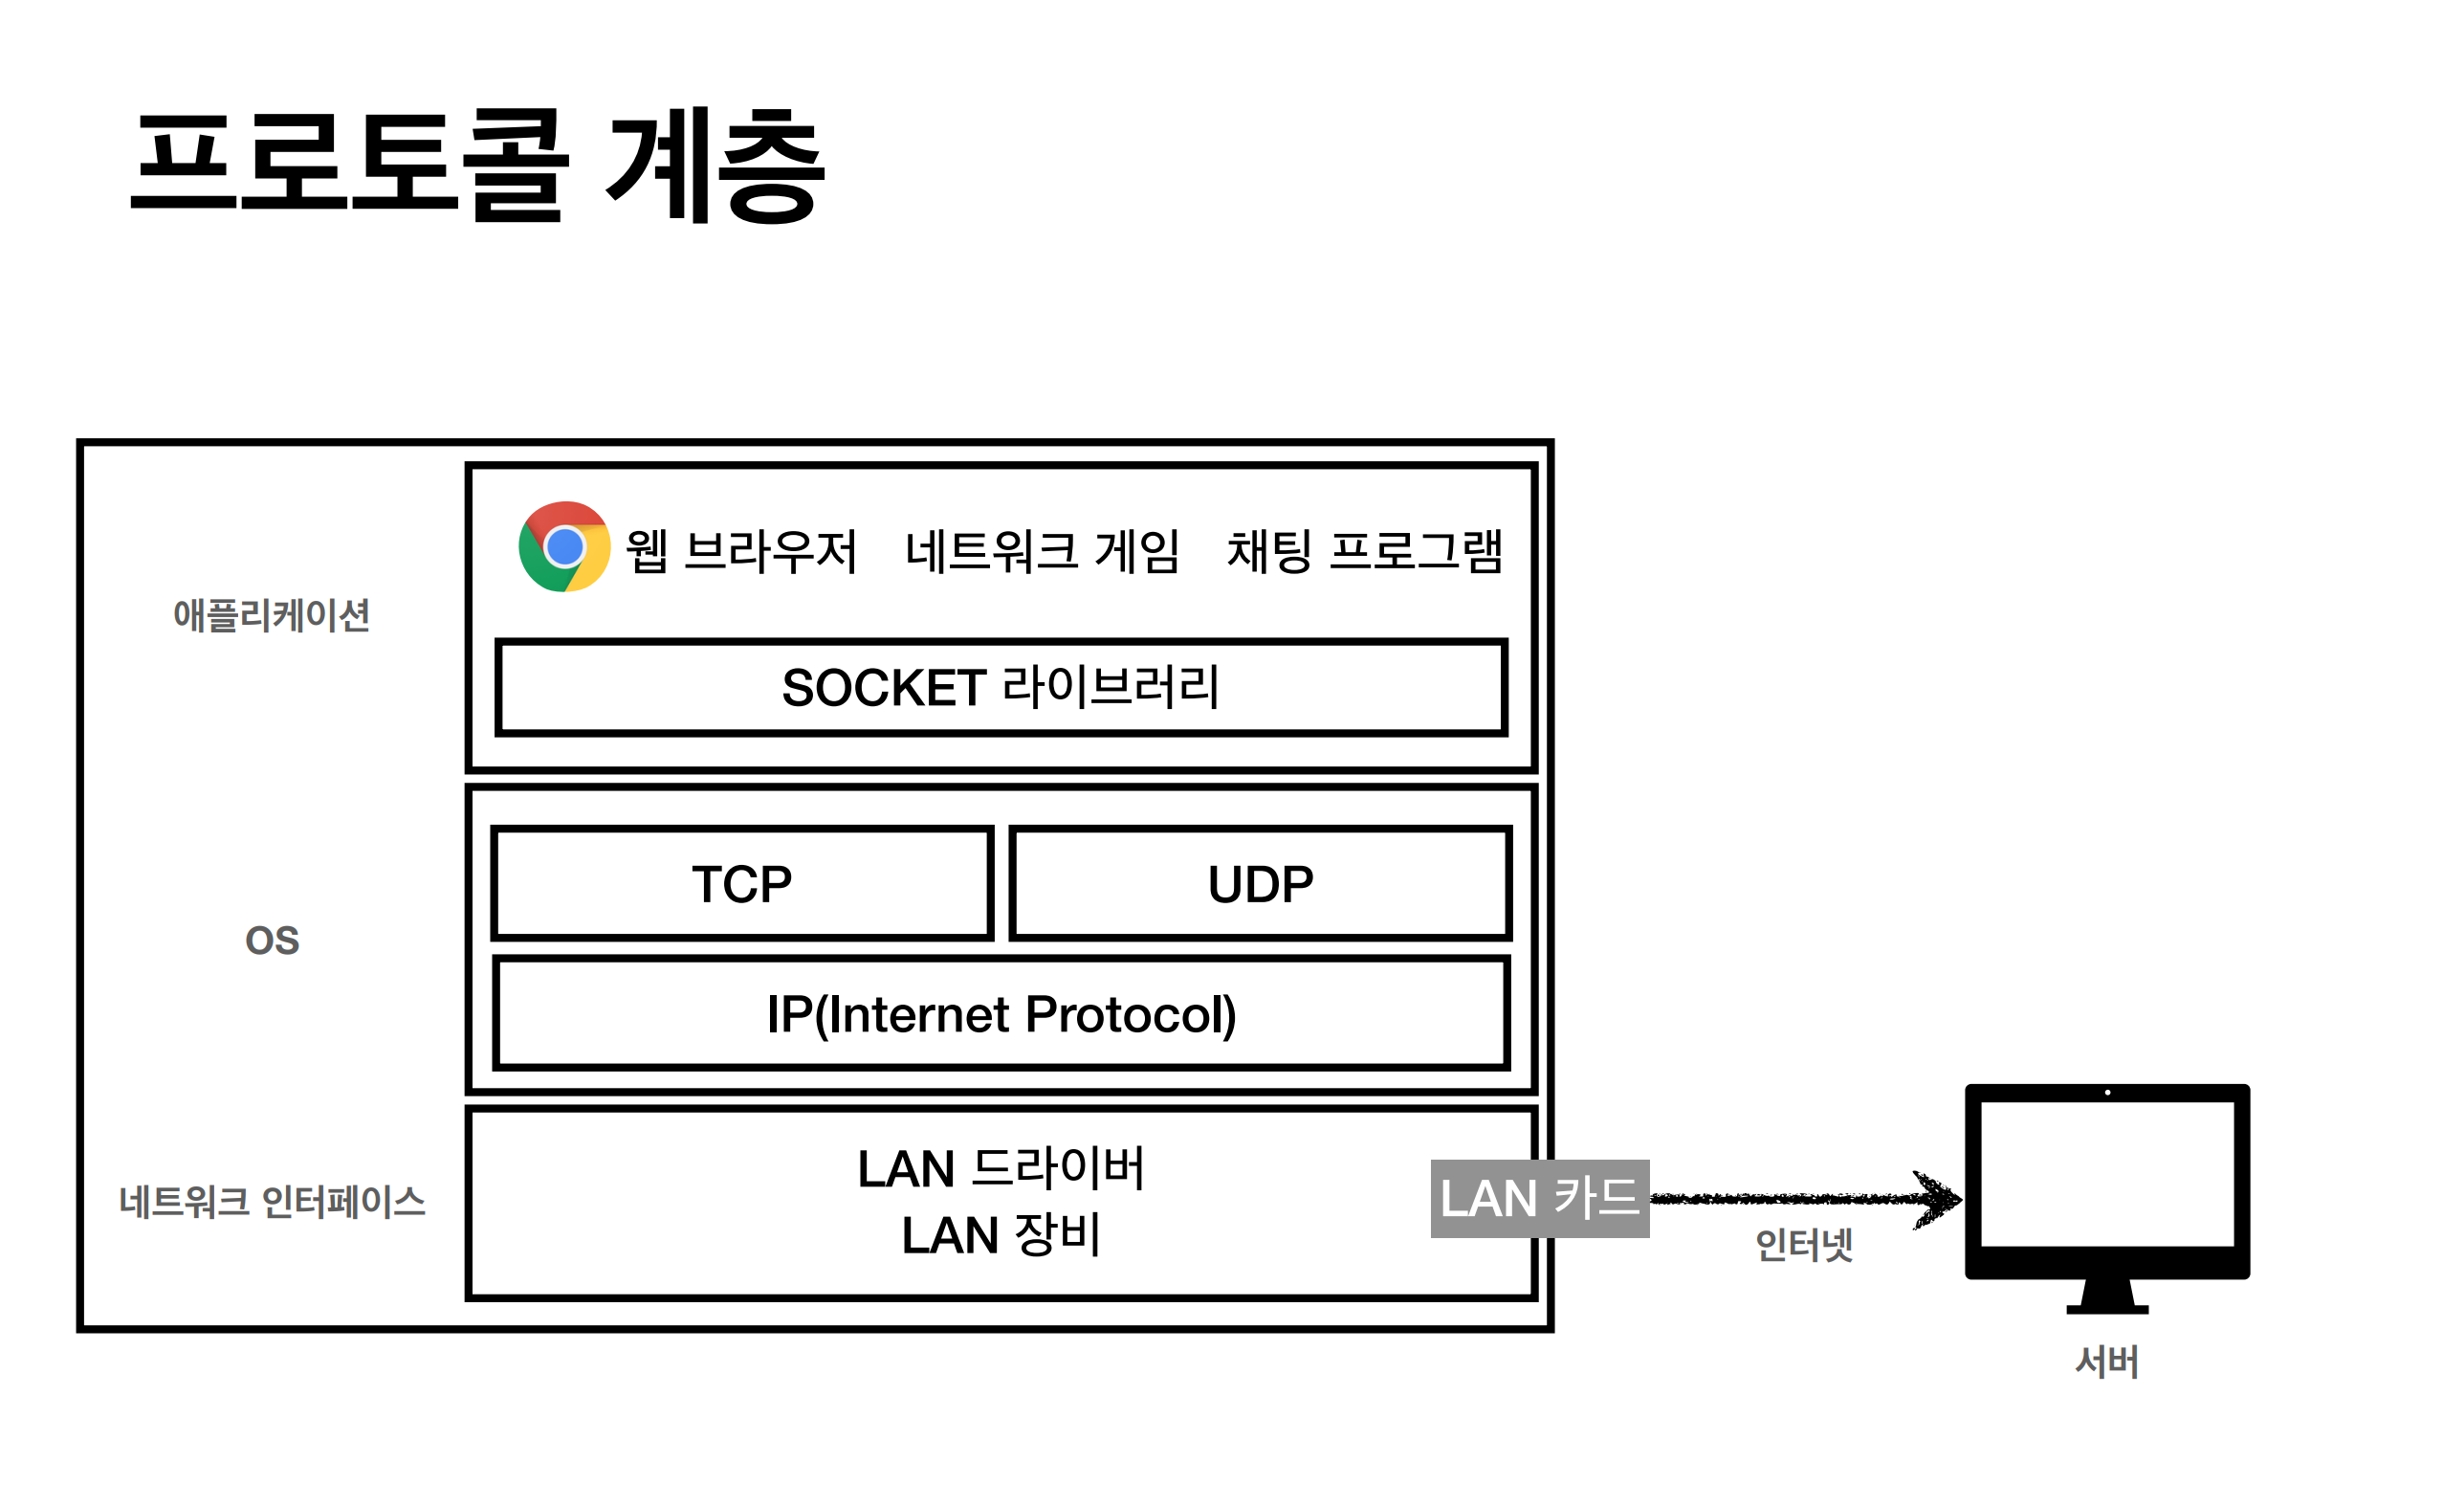 프로토콜 계층
애플리케이션
웹 브라우저 네트워크 게임 채팅 프로그램
SOCKET 라이브러리
OS
TCP
UDP
IP(Internet Protocol)
네트워크 인터페이스
LAN 드라이버
LAN 장비
LAN 카드
인터넷
서버